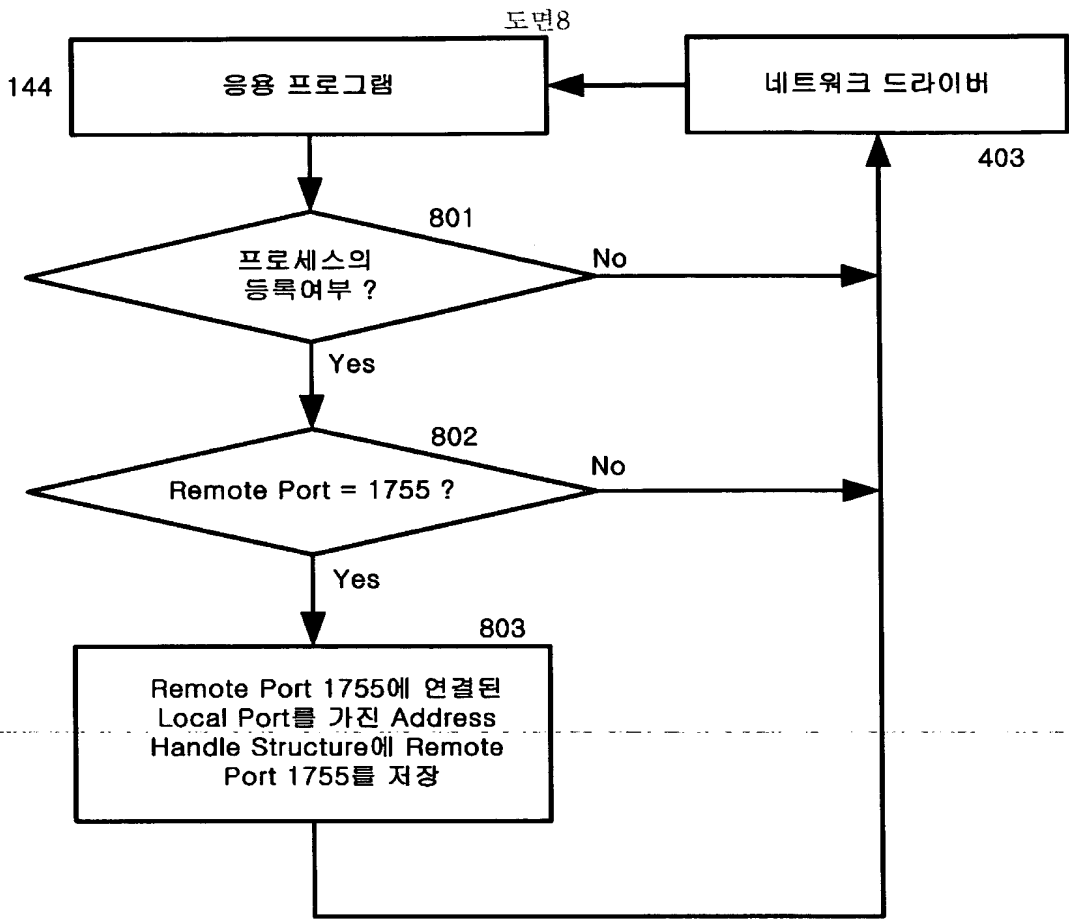 도면8
144
응용 프로그램
네트워크 드라이버
403
801
프로세스의
등록여부 ?
No
Yes
802
Remote Port = 1755 ?
No
Yes
803
Remote Port 1755에 연결된
Local Port를 가진 Address
Handle Structure에 Remote
Port 1755를 저장